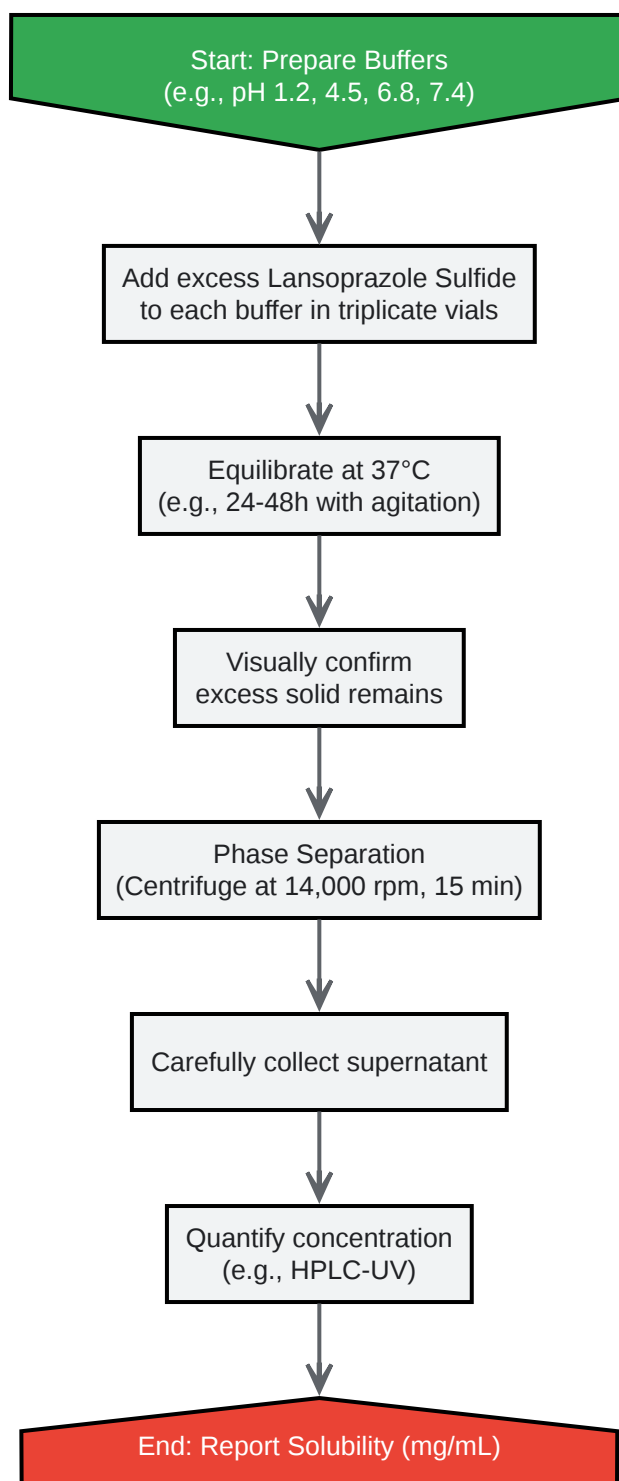 Start: Prepare Buffers
(e.g., pH 1.2, 4.5, 6.8, 7.4)
Add excess Lansoprazole Sulfide
to each buffer in triplicate vials
Equilibrate at 37°C
(e.g., 24-48h with agitation)
Visually confirm
excess solid remains
Phase Separation
(Centrifuge at 14,000 rpm, 15 min)
Carefully collect supernatant
Quantify concentration
(e.g., HPLC-UV)
End: Report Solubility (mg/mL)